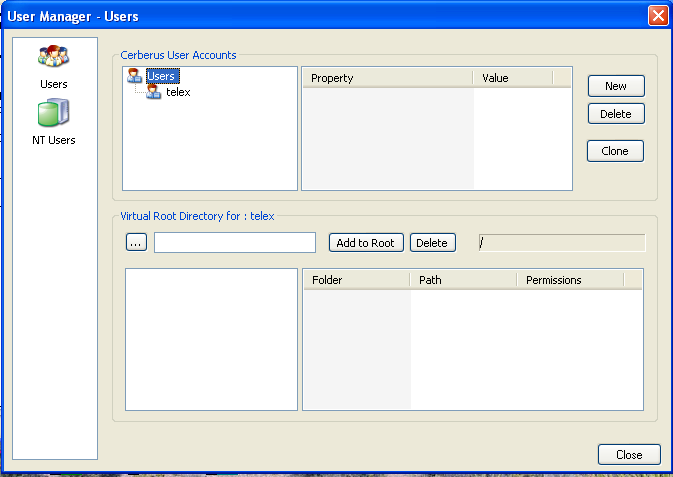 User Manager - Users
Users
NT Users
Cerberus User Accounts
Users
telex
Property Value
New
Delete
Clone
Virtual Root Directory for : telex
... Add to Root Delete /
Folder Path Permissions
Close